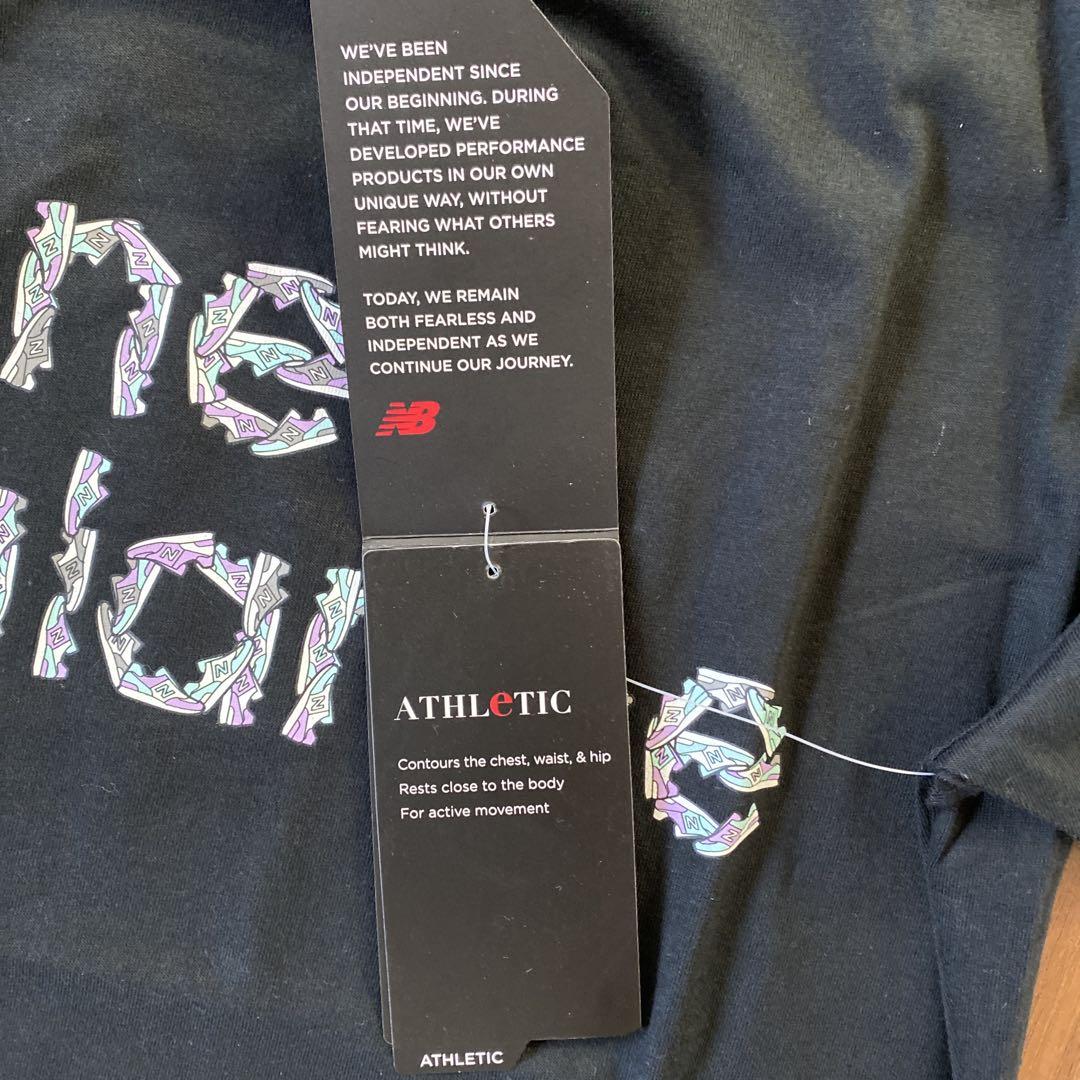 WE'VE BEEN
INDEPENDENT SINCE
OUR BEGINNING. DURING
THAT TIME, WE'VE
DEVELOPED PERFORMANCE
PRODUCTS IN OUR OWN
UNIQUE WAY, WITHOUT
FEARING WHAT OTHERS
MIGHT THINK.
TODAY, WE REMAIN
BOTH FEARLESS AND
INDEPENDENT AS WE
CONTINUE OUR JOURNEY.
NB
ne
ATHLeTIC
Contours the chest, waist, & hip
Rests close to the body
For active movement
ATHLETIC